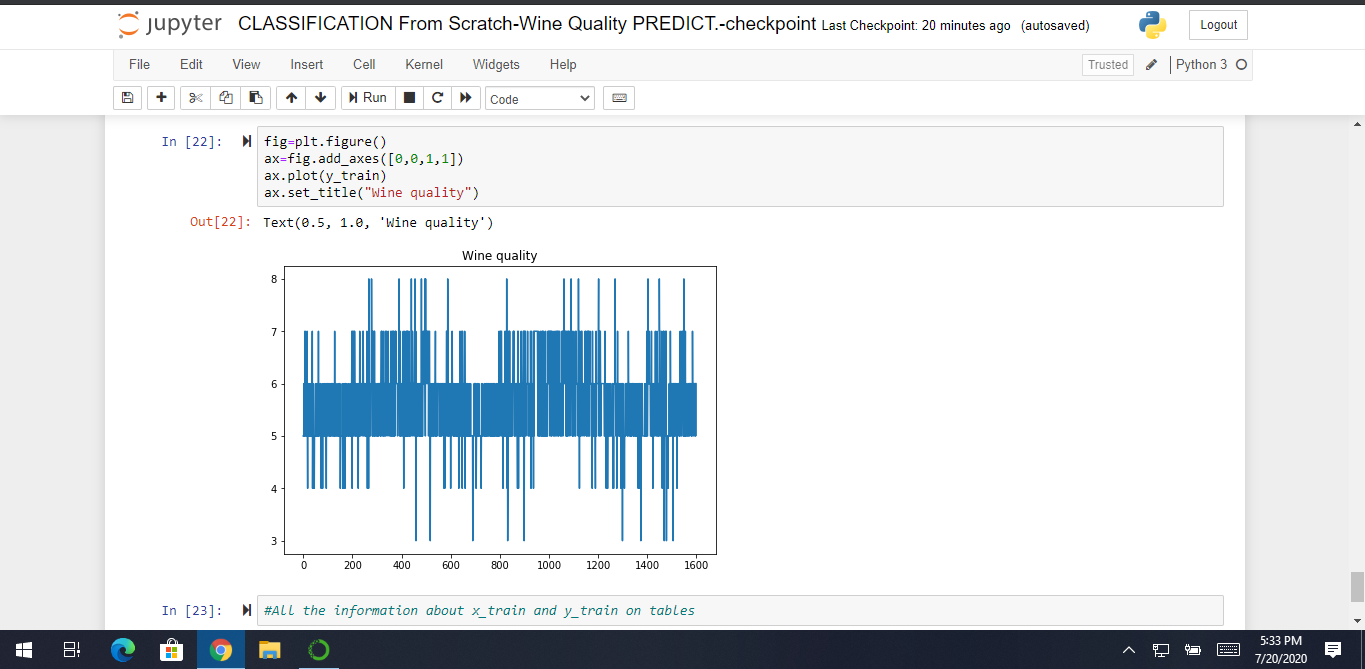 jupyter CLASSIFICATION From Scratch-Wine Quality PREDICT.-checkpoint Last Checkpoint: 20 minutes ago (autosaved) Logout
File Edit View Insert Cell Kernel Widgets Help Trusted Python 3
Run Code
In [22]: fig=plt.figure()
ax=fig.add_axes([0,0,1,1])
ax.plot(y_train)
ax.set_title("Wine quality")
Out[22]: Text(0.5, 1.0, 'Wine quality')
Wine quality
8
7
6
5
4
3
0 200 400 600 800 1000 1200 1400 1600
In [23]: #All the information about x_train and y_train on tables
5:33 PM
7/20/2020